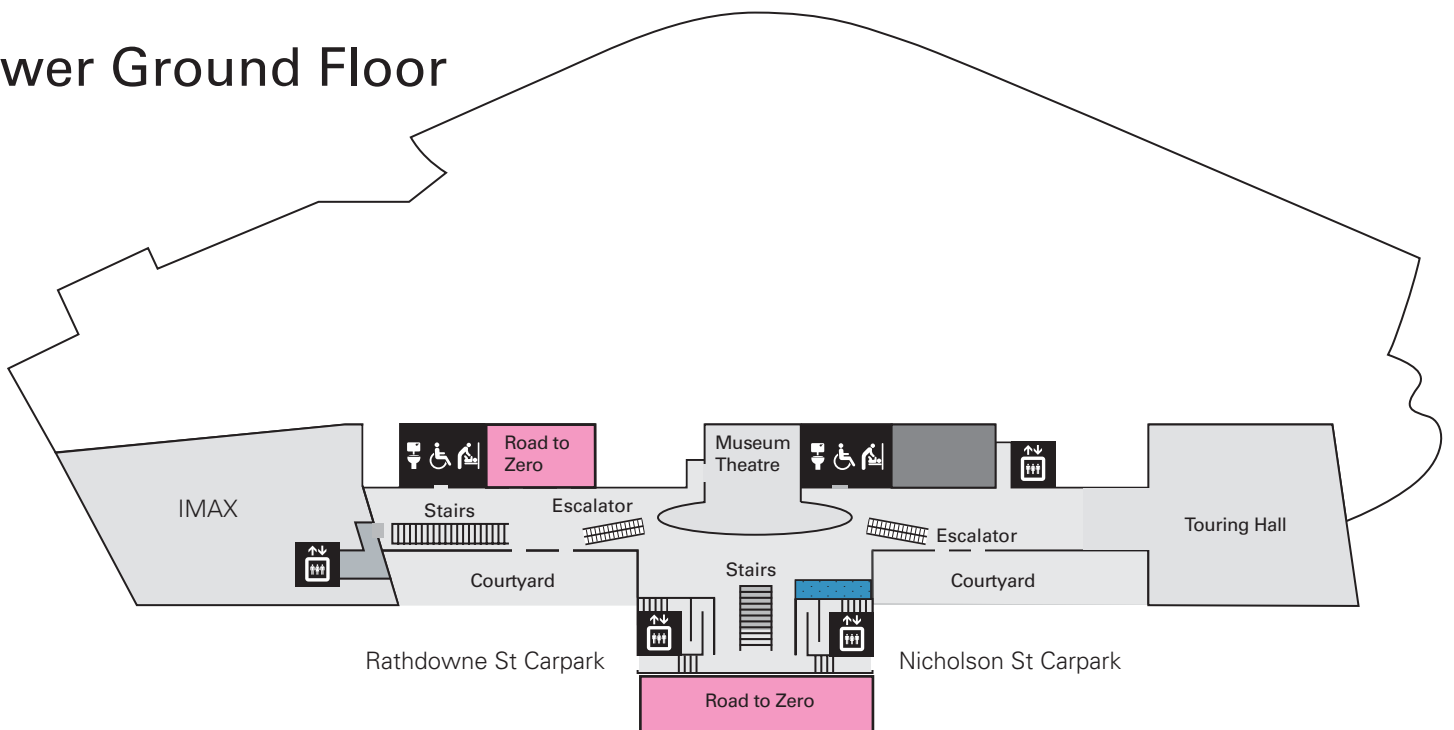 wer Ground Floor
Road to
Zero
Museum
Theatre
IMAX
Stairs
Escalator
Escalator
Touring Hall
Courtyard
Stairs
Courtyard
Rathdowne St Carpark
Nicholson St Carpark
Road to Zero